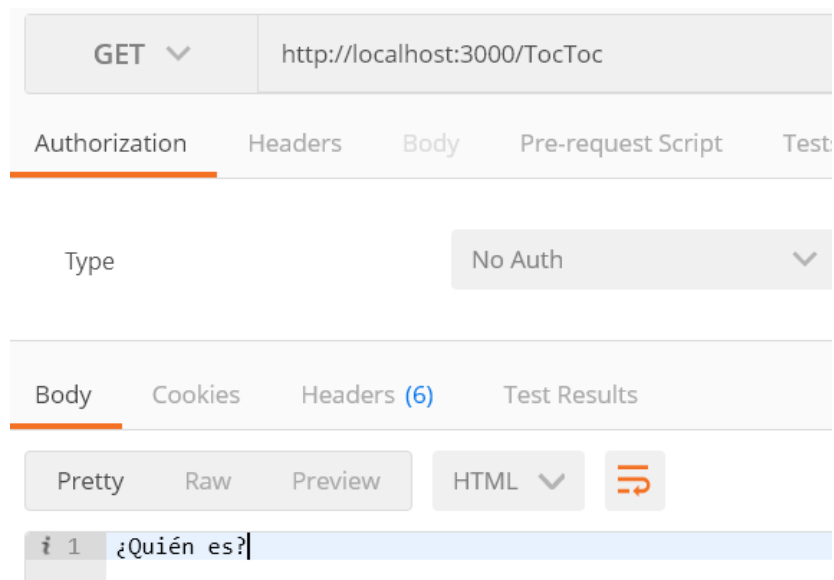 GET http://localhost:3000/TocToc
Authorization Headers Body Pre-request Script Tests
Type No Auth
Body Cookies Headers (6) Test Results
Pretty Raw Preview HTML
i 1 ¿Quién es?